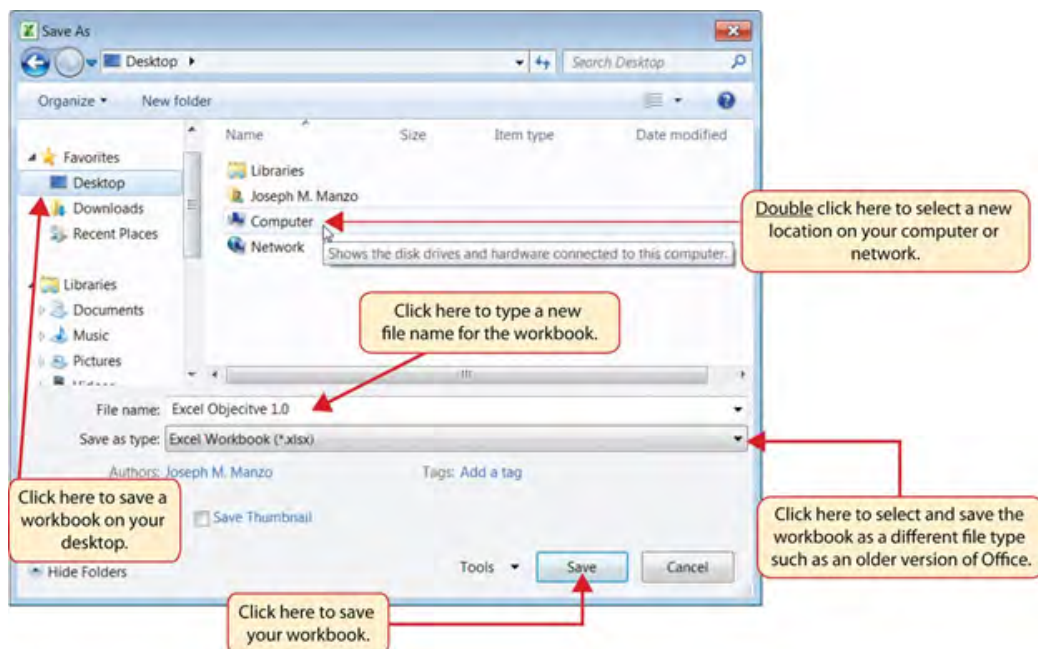 Save As
Desktop
Search Desktop
Organize
New folder
Name
Size
Item type
Date modified
Favorites
Desktop
Downloads
Recent Places
Libraries
Documents
Music
Pictures
Libraries
Joseph M. Manzo
Computer
Network
Shows the disk drives and hardware connected to this computer.
Double click here to select a new
location on your computer or
network.
Click here to type a new
file name for the workbook.
File name: Excel Objecitve 1.0
Save as type: Excel Workbook (*.xlsx)
Authors: Joseph M. Manzo
Tags: Add a tag
Click here to save a
workbook on your
desktop.
Save Thumbnail
Click here to select and save the
workbook as a different file type
such as an older version of Office.
Hide Folders
Tools
Save
Cancel
Click here to save
your workbook.